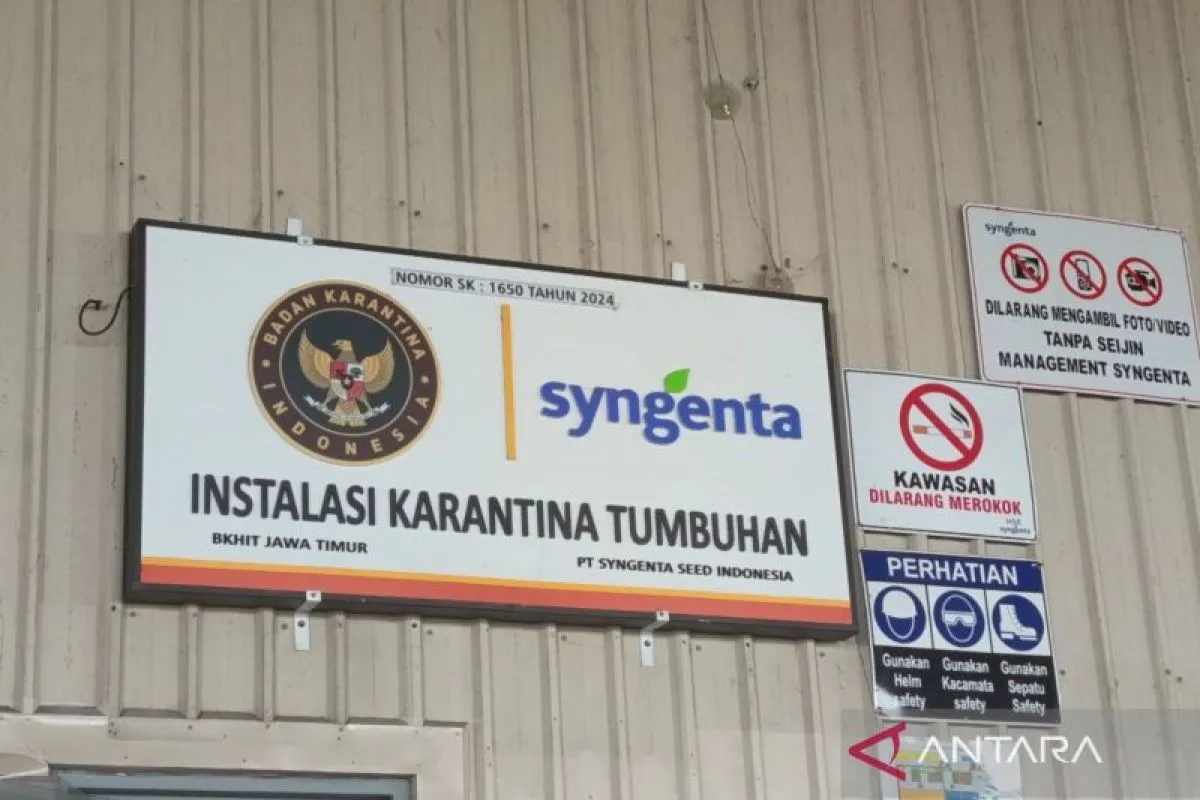 NOMOR SK : 1650 TAHUN 2024
BADAN KARANTINA
INDONESIA
syngenta
INSTALASI KARANTINA TUMBUHAN
BKHIT JAWA TIMUR
PT SYNGENTA SEED INDONESIA
syngenta
DILARANG MENGAMBIL FOTO/VIDEO
TANPA SEIJIN
MANAGEMENT SYNGENTA
KAWASAN
DILARANG MEROKOK
syngenta
PERHATIAN
Gunakan
Helm
safety
Gunakan
Kacamata
safety
Gunakan
Sepatu
Safety
ANTARA